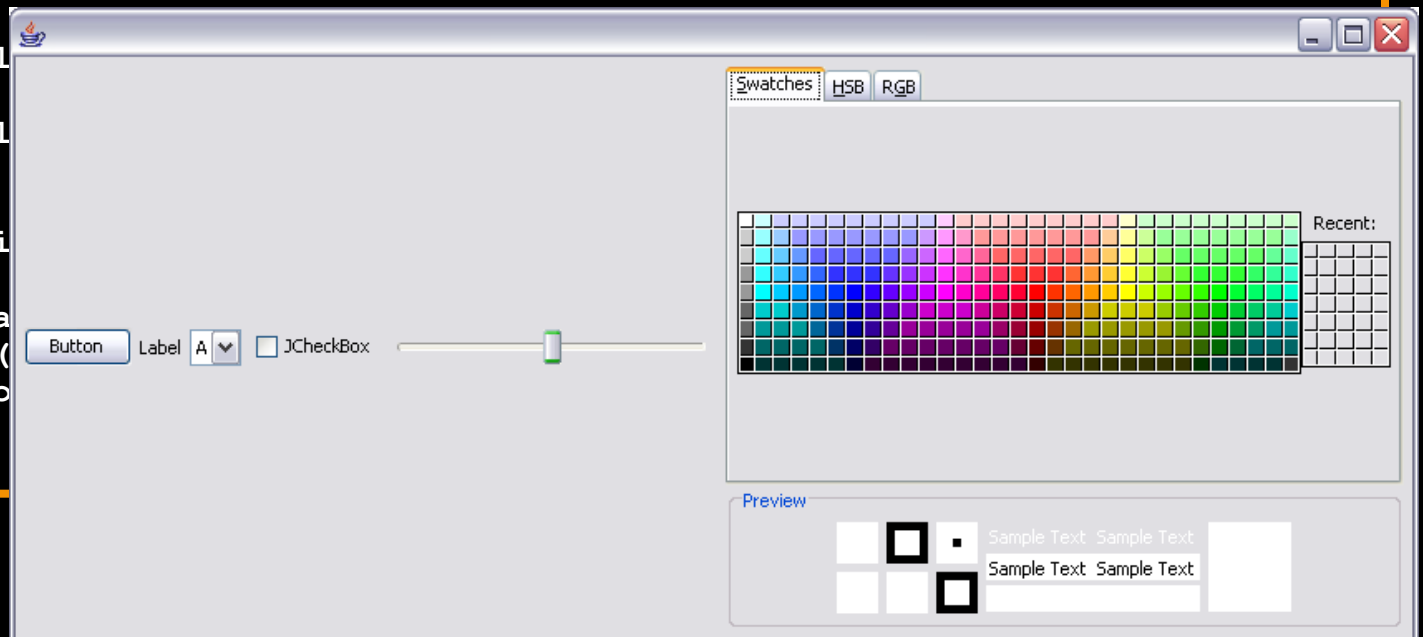 Swatches HSB RGB
Recent:
Button Label A JCheckBox
Preview
Sample Text Sample Text
Sample Text Sample Text